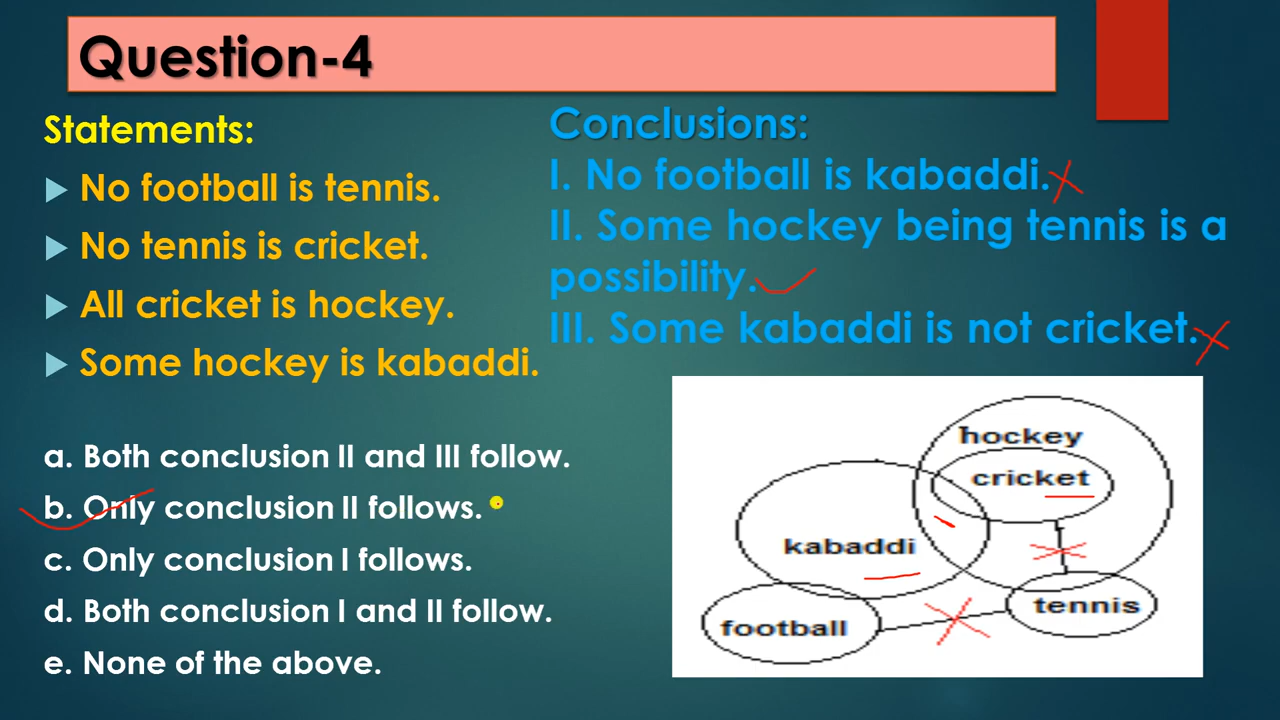 Question-4
Statements:
No football is tennis.
No tennis is cricket.
All cricket is hockey.
Some hockey is kabaddi.
Conclusions:
I. No football is kabaddi.
II. Some hockey being tennis is a
possibility.
III. Some kabaddi is not cricket.
a. Both conclusion II and III follow.
b. Only conclusion II follows.
c. Only conclusion I follows.
d. Both conclusion I and II follow.
e. None of the above.
hockey
cricket
kabaddi
tennis
football